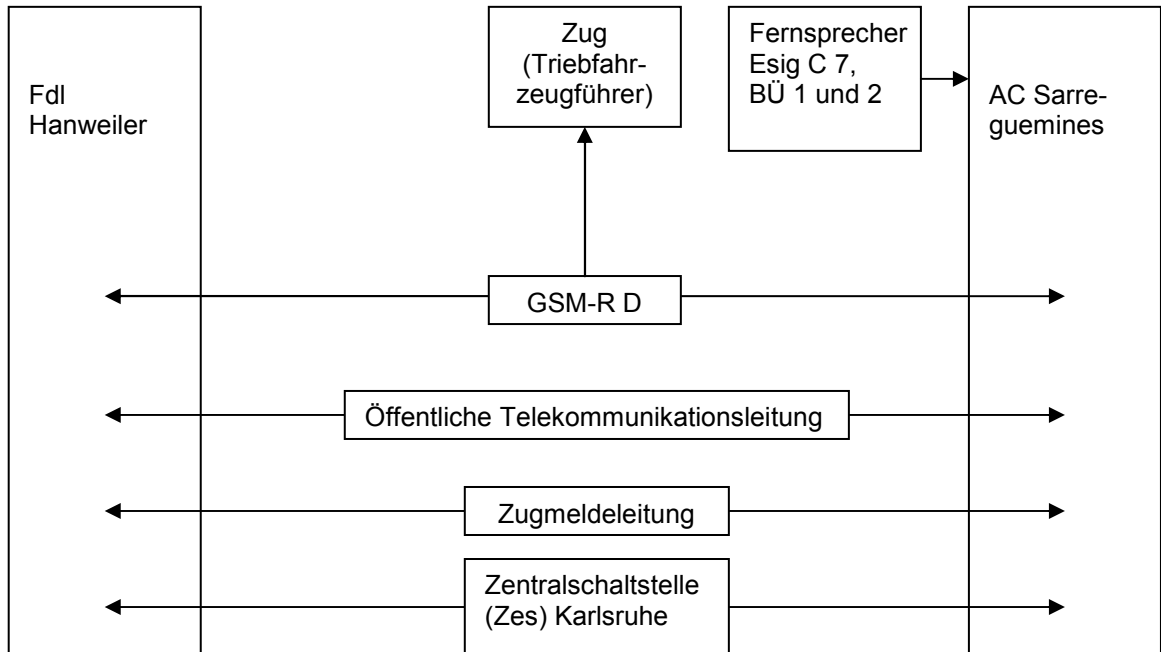 Zug
(Triebfahr-
zeugführer)
Fernsprecher
Esig C 7,
BÜ 1 und 2
Fdl
Hanweiler
AC Sarre-
guemines
GSM-R D
Öffentliche Telekommunikationsleitung
Zugmeldeleitung
Zentralschaltstelle
(Zes) Karlsruhe